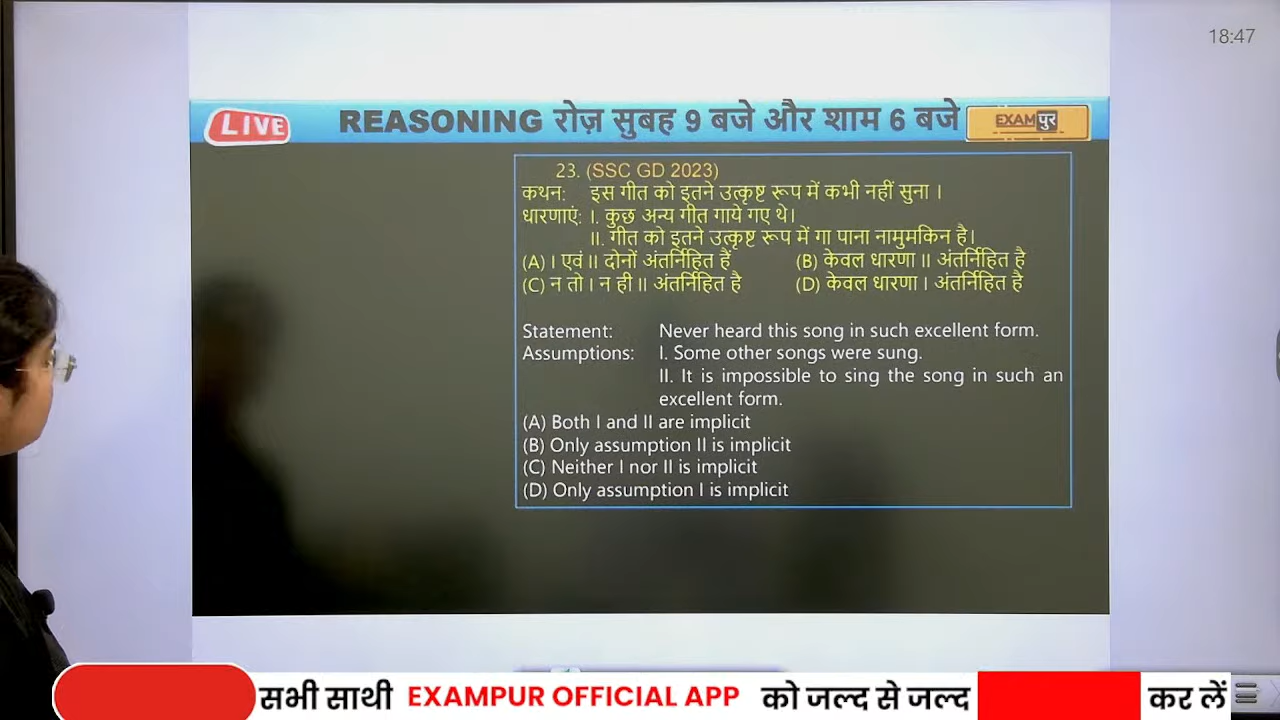 18:47
LIVE REASONING रोज़ सुबह 9 बजे और शाम 6 बजे EXAMपुर
23. (SSC GD 2023)
कथन: इस गीत को इतने उत्कृष्ट रूप में कभी नहीं सुना ।
धारणाएं: I. कुछ अन्य गीत गाये गए थे।
II. गीत को इतने उत्कृष्ट रूप में गा पाना नामुमकिन है।
(A) I एवं II दोनों अंतर्निहित हैं (B) केवल धारणा II अंतर्निहित है
(C) न तो I न ही II अंतर्निहित है (D) केवल धारणा I अंतर्निहित है
Statement: Never heard this song in such excellent form.
Assumptions: I. Some other songs were sung.
II. It is impossible to sing the song in such an
excellent form.
(A) Both I and II are implicit
(B) Only assumption II is implicit
(C) Neither I nor II is implicit
(D) Only assumption I is implicit
सभी साथी EXAMPUR OFFICIAL APP को जल्द से जल्द कर लें